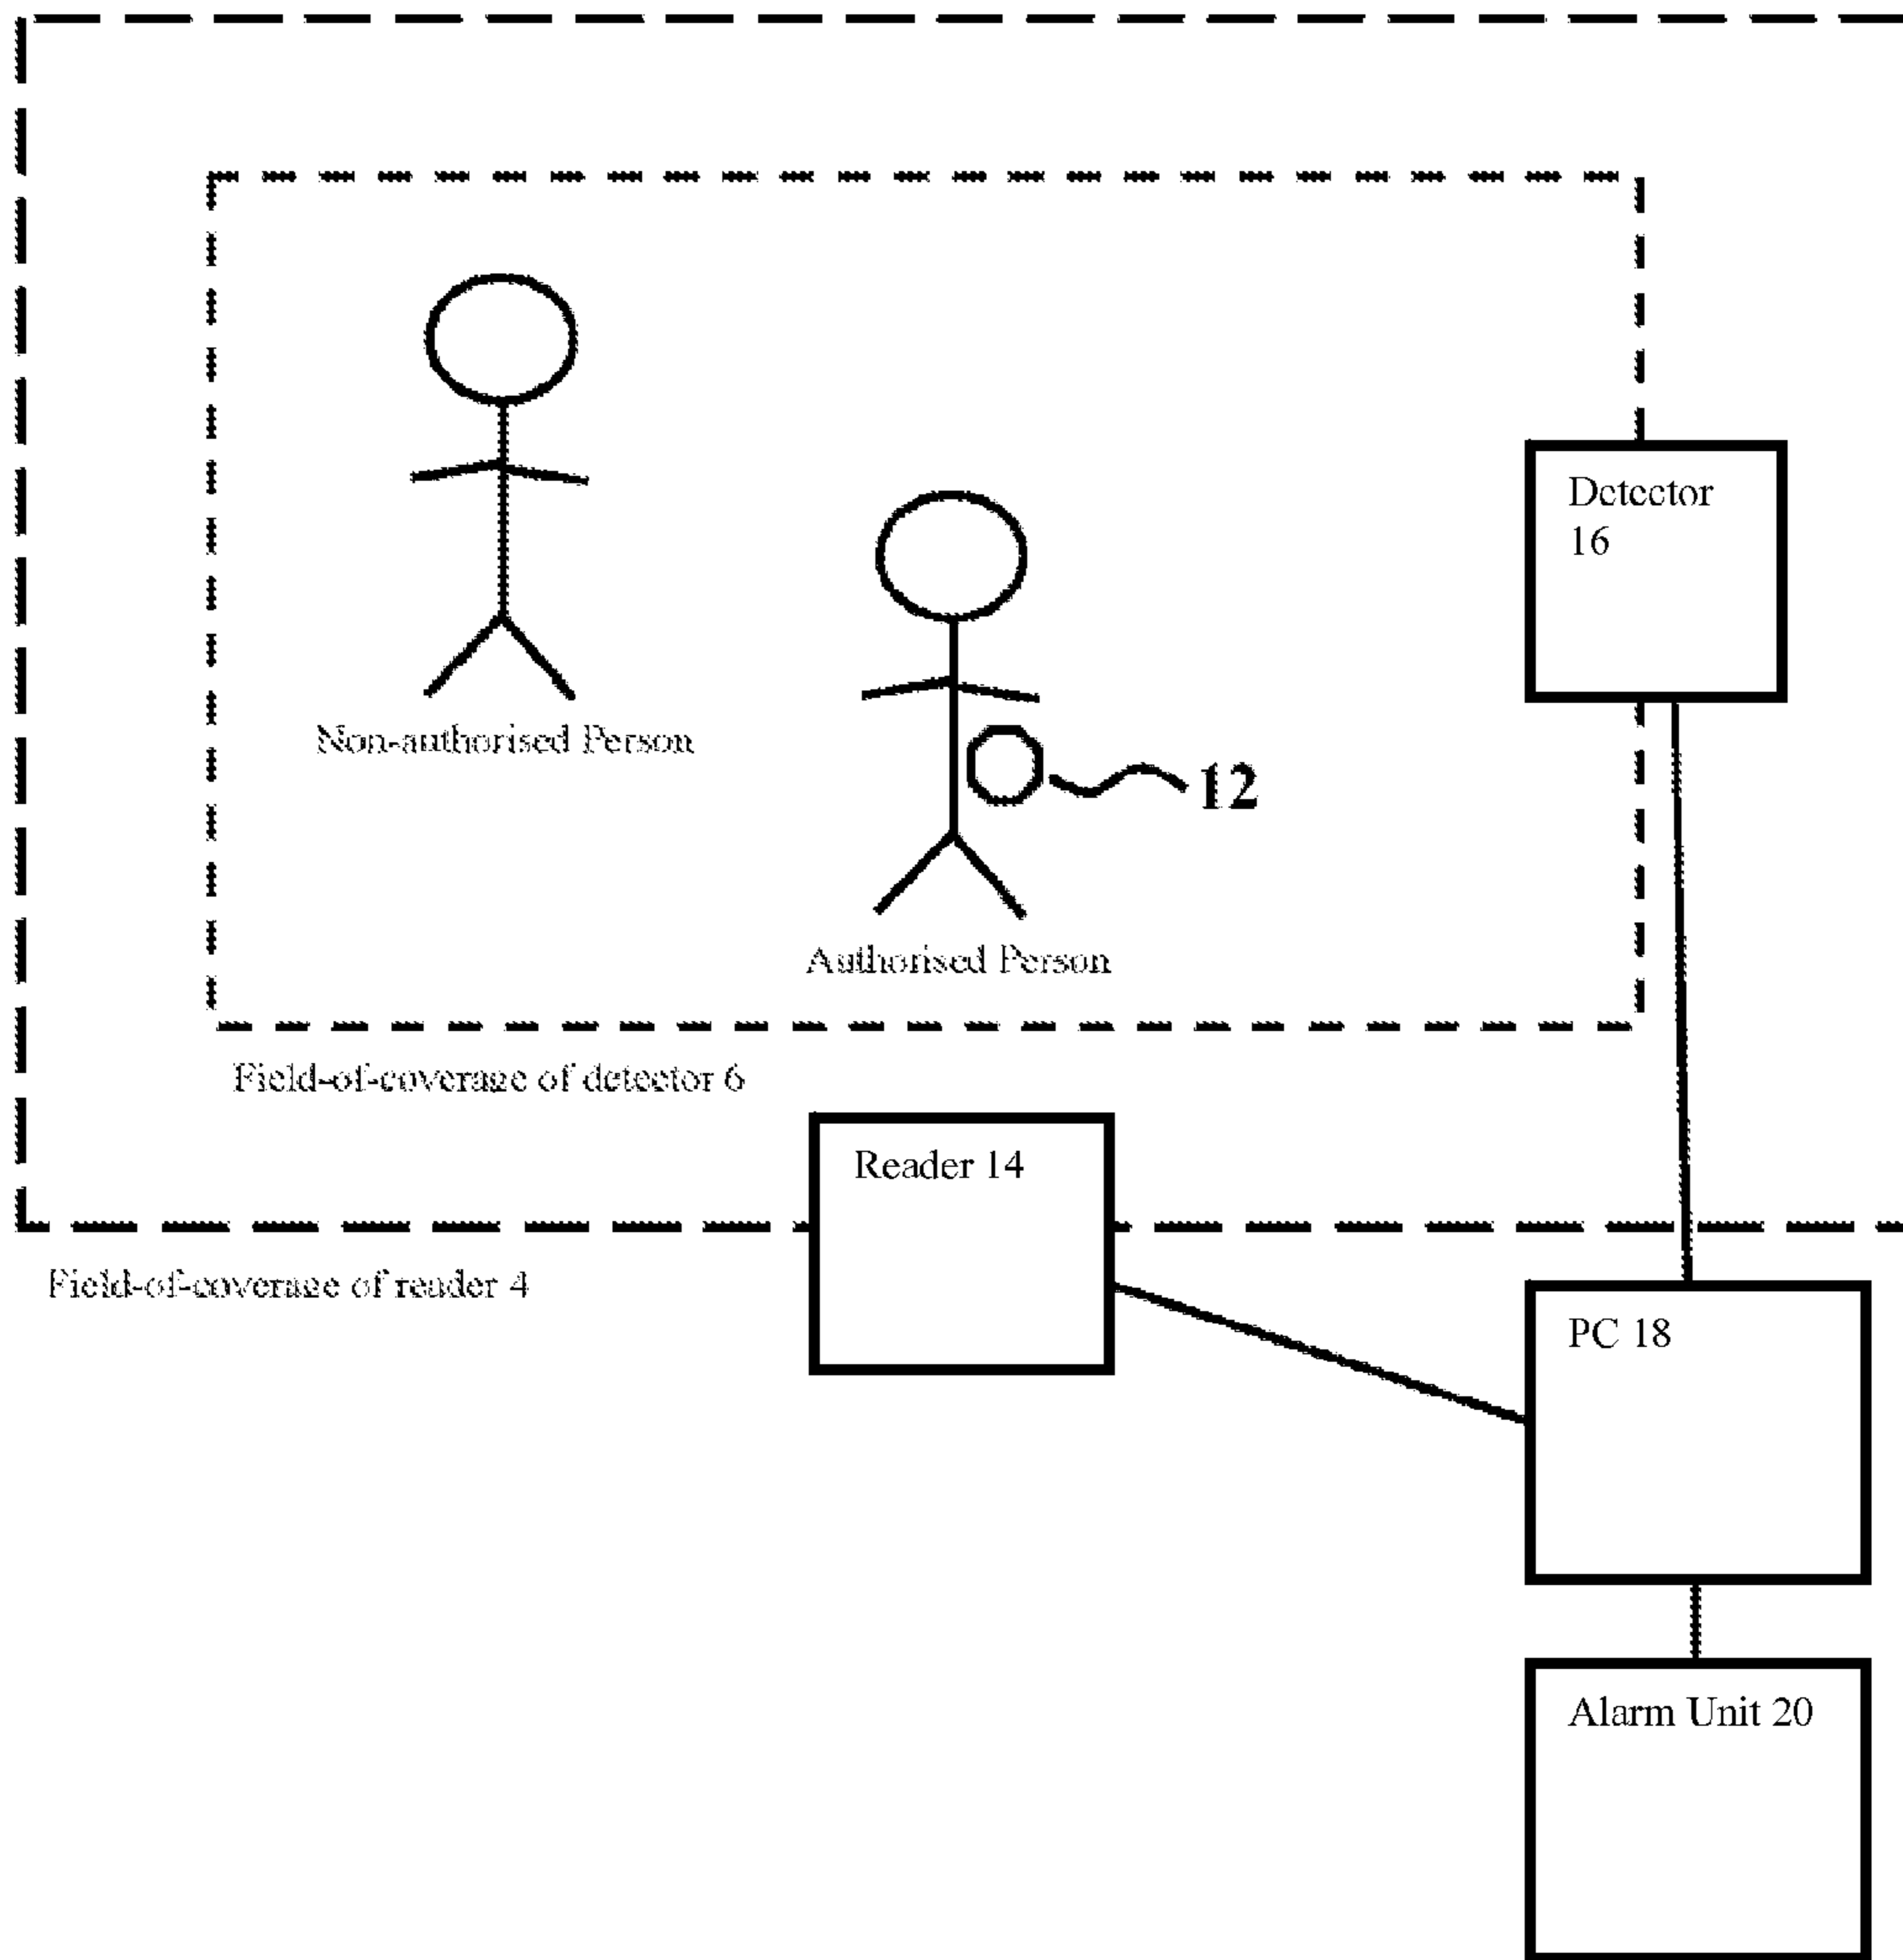 Detector
16
Non-authorised Person
12
Authorised Person
Field-of-coverage of detector 6
Reader 14
Field-of-coverage of reader 4
PC 18
Alarm Unit 20